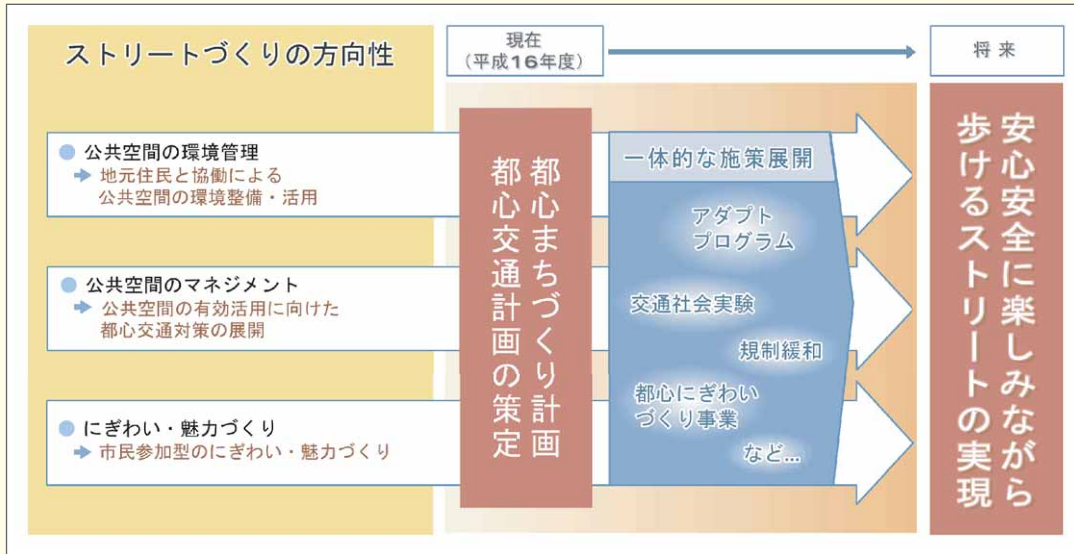 ストリートづくりの方向性
現在
（平成16年度）
将来
公共空間の環境管理
地元住民と協働による
公共空間の環境整備・活用
公共空間のマネジメント
公共空間の有効活用に向けた
都心交通対策の展開
にぎわい・魅力づくり
市民参加型のにぎわい・魅力づくり
都心まちづくり計画
都心交通計画の策定
一体的な施策展開
アダプト
プログラム
交通社会実験
規制緩和
都心にぎわい
づくり事業
など...
安心安全に楽しみながら
歩けるストリートの実現